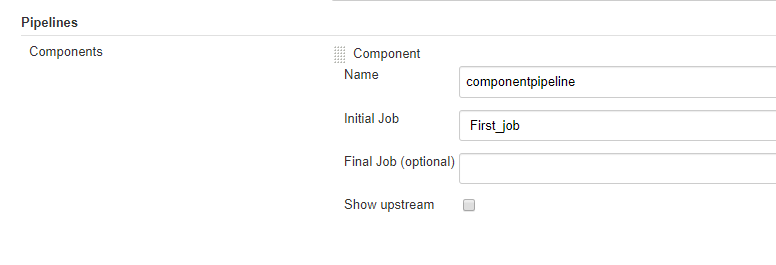 Pipelines
Components
Component
Name
componentpipeline
Initial Job
First_job
Final Job (optional)
Show upstream